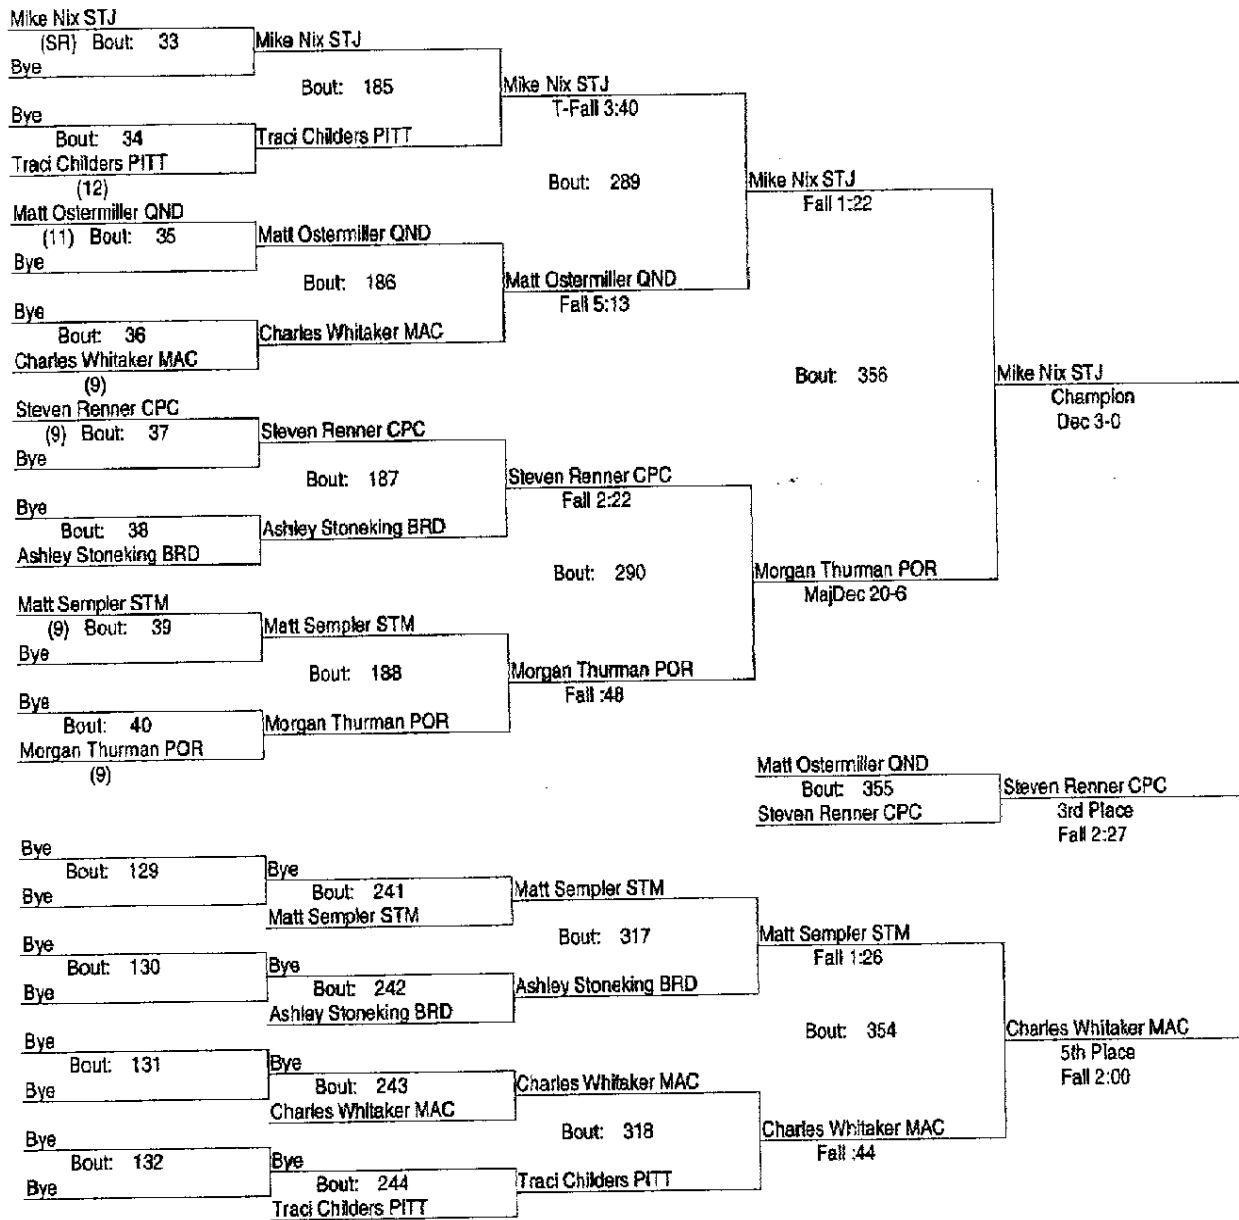 Mike Nix STJ
(SR) Bout: 33
Bye
Mike Nix STJ
Bout: 185
Bye
Bout: 34
Traci Childers PITT
(12)
Traci Childers PITT
Mike Nix STJ
T-Fall 3:40
Bout: 289
Matt Ostermiller QND
(11) Bout: 35
Bye
Matt Ostermiller QND
Bout: 186
Bye
Bout: 36
Charles Whitaker MAC
(9)
Charles Whitaker MAC
Matt Ostermiller QND
Fall 5:13
Mike Nix STJ
Fall 1:22
Bout: 356
Mike Nix STJ
Champion
Dec 3-0
Steven Renner CPC
(9) Bout: 37
Bye
Steven Renner CPC
Bout: 187
Bye
Bout: 38
Ashley Stoneking BRD
Ashley Stoneking BRD
Steven Renner CPC
Fall 2:22
Bout: 290
Matt Sempler STM
(9) Bout: 39
Bye
Matt Sempler STM
Bout: 188
Bye
Bout: 40
Morgan Thurman POR
(9)
Morgan Thurman POR
Morgan Thurman POR
Fall :48
Morgan Thurman POR
MajDec 20-6
Matt Ostermiller QND
Bout: 355
Steven Renner CPC
Steven Renner CPC
3rd Place
Fall 2:27
Bye
Bout: 129
Bye
Bye
Bout: 241
Matt Sempler STM
Matt Sempler STM
Bout: 317
Bye
Bout: 130
Bye
Bye
Bout: 242
Ashley Stoneking BRD
Ashley Stoneking BRD
Matt Sempler STM
Fall 1:26
Bout: 354
Bye
Bout: 131
Bye
Bye
Bout: 243
Charles Whitaker MAC
Charles Whitaker MAC
Bout: 318
Bye
Bout: 132
Bye
Bye
Bout: 244
Traci Childers PITT
Traci Childers PITT
Charles Whitaker MAC
Fall :44
Charles Whitaker MAC
5th Place
Fall 2:00